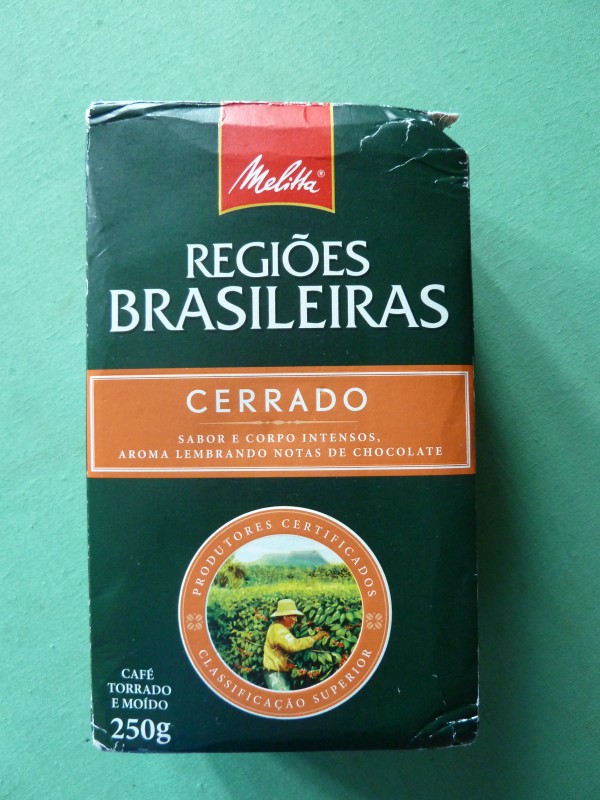 Melitta®
REGIÕES
BRASILEIRAS
CERRADO
SABOR E CORPO INTENSOS,
AROMA LEMBRANDO NOTAS DE CHOCOLATE
PRODUTORES CERTIFICADOS
CLASSIFICAÇÃO SUPERIOR
CAFÉ
TORRADO
E MOÍDO
250g